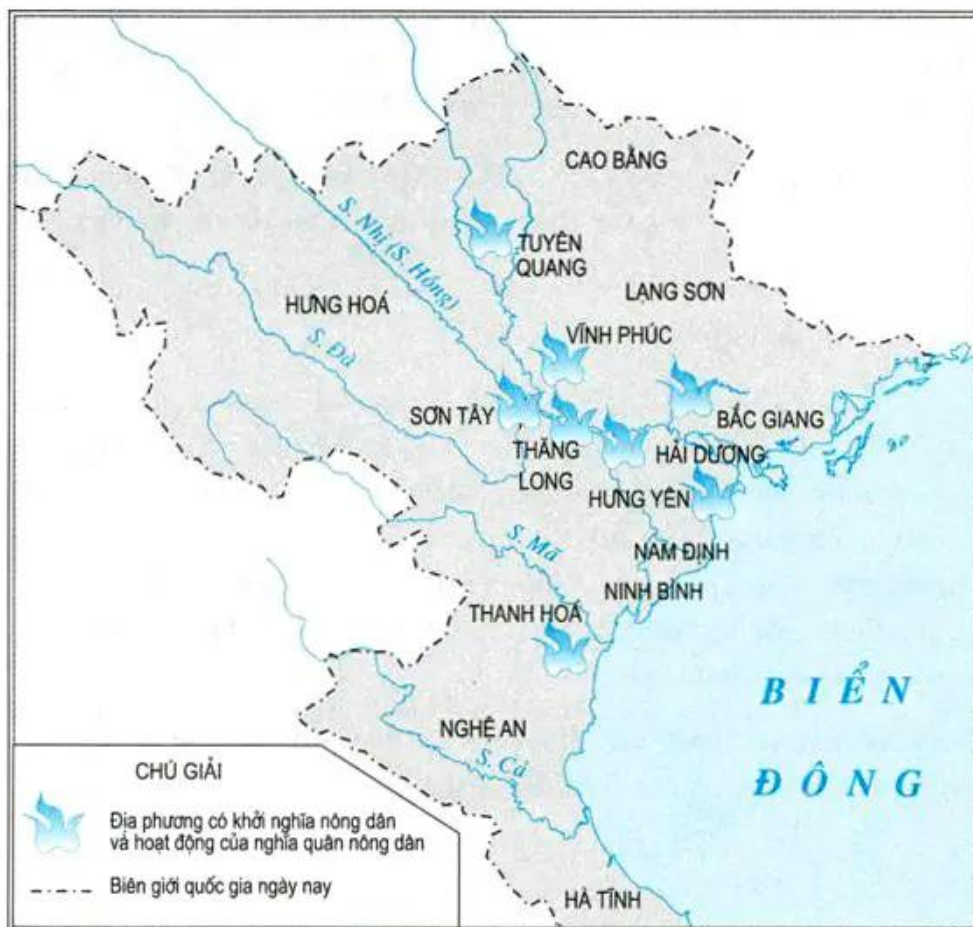 CAO BẰNG
TUYÊN
QUANG
S. Nhị (S. Hồng)
HƯNG HOÁ
LẠNG SƠN
VĨNH PHÚC
S. Đà
SƠN TÂY
BẮC GIANG
THĂNG
LONG
HẢI DƯƠNG
HƯNG YÊN
NAM ĐỊNH
S. Mã
NINH BÌNH
THANH HOÁ
BIỂN
ĐÔNG
NGHỆ AN
S. Cả
HÀ TĨNH
CHÚ GIẢI
Địa phương có khởi nghĩa nông dân
và hoạt động của nghĩa quân nông dân
Biên giới quốc gia ngày nay